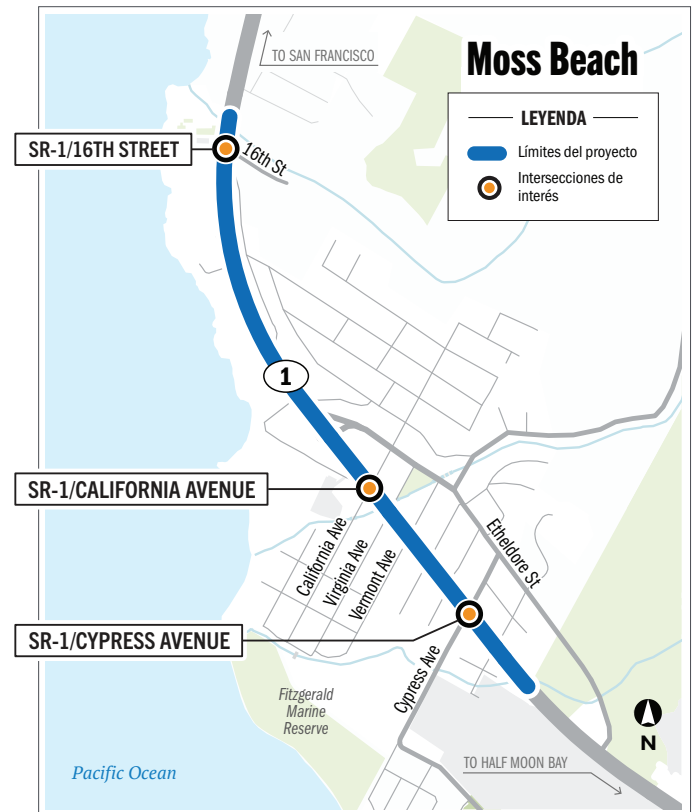 TO SAN FRANCISCO
Moss Beach
LEYENDA
Límites del proyecto
Intersecciones de
interés
SR-1/16TH STREET
16th St
1
SR-1/CALIFORNIA AVENUE
California Ave
Virginia Ave
Vermont Ave
Etheldore St
SR-1/CYPRESS AVENUE
Cypress Ave
Fitzgerald
Marine
Reserve
N
TO HALF MOON BAY
Pacific Ocean